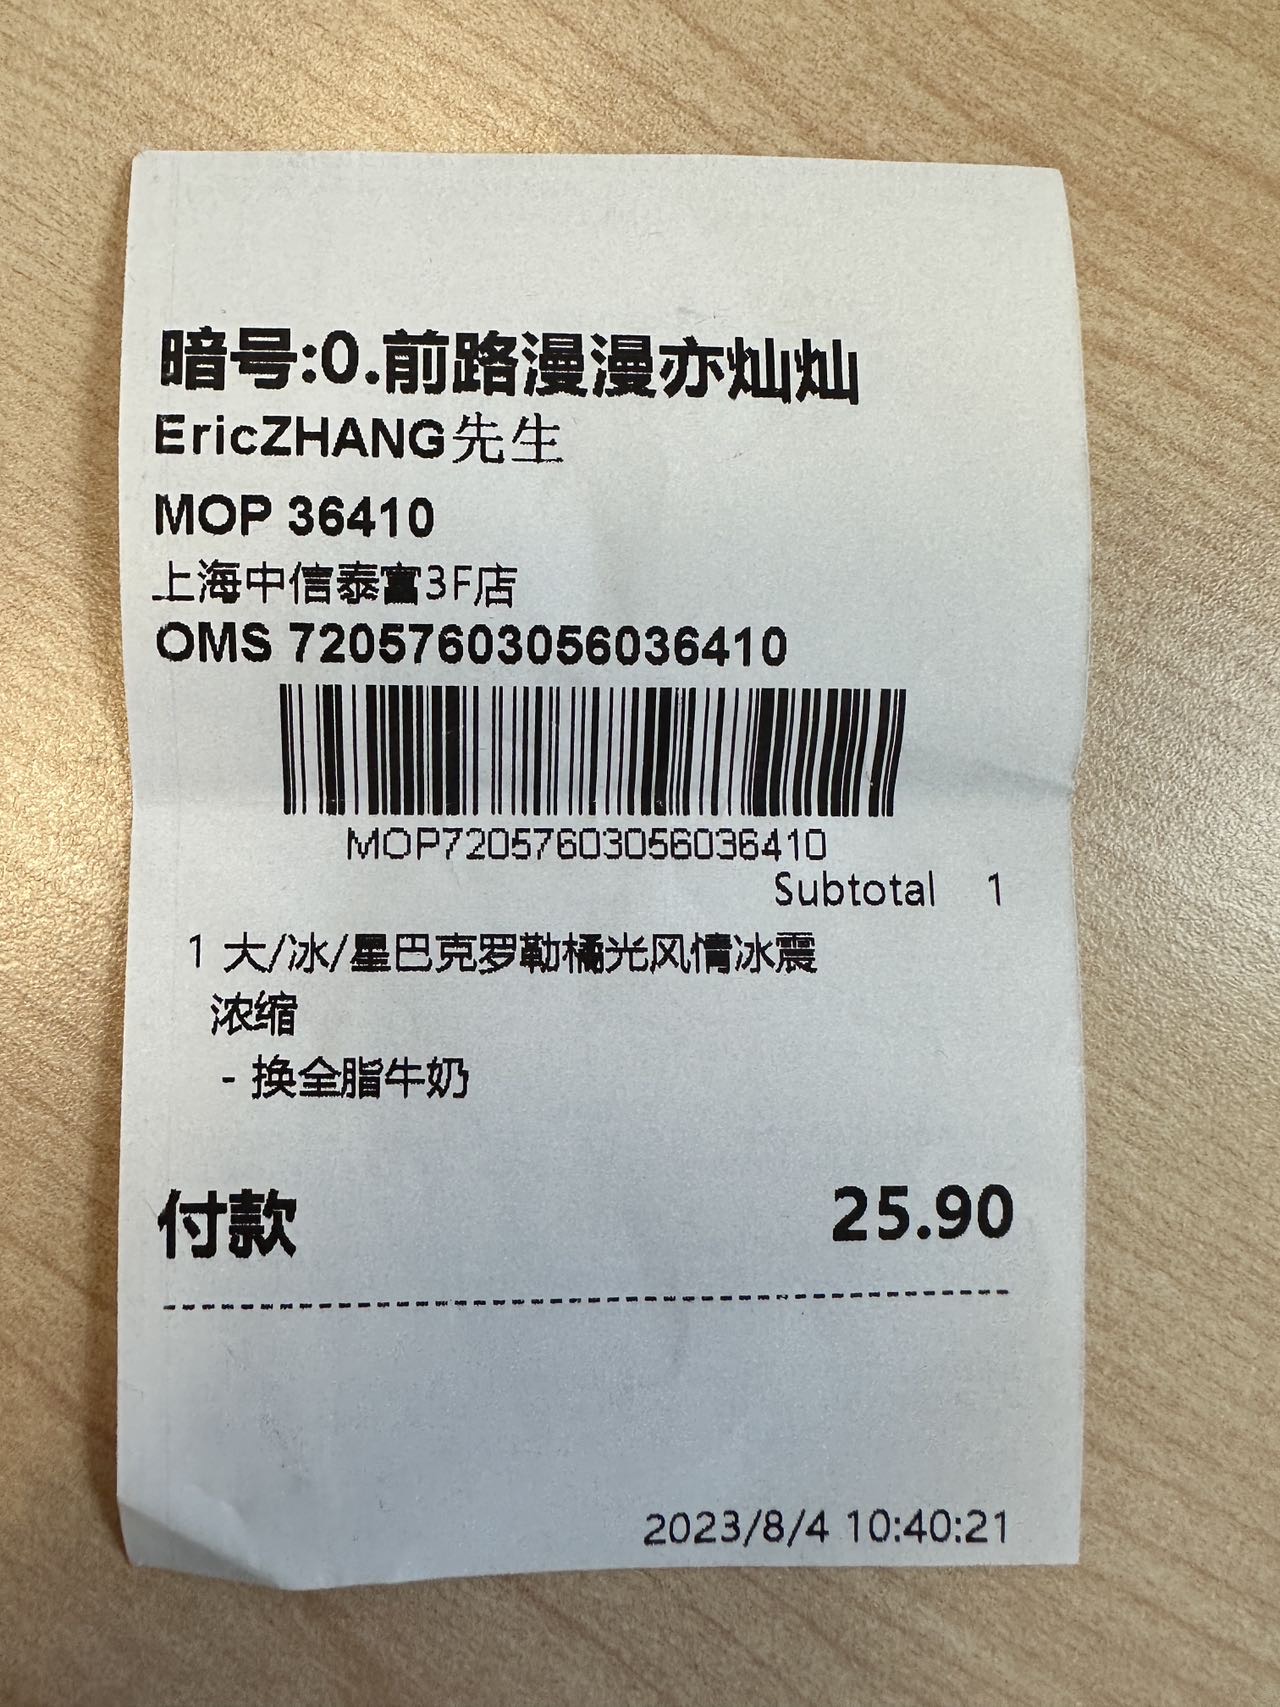 暗号:0.前路漫漫亦灿灿
EricZHANG先生
MOP 36410
上海中信泰富3F店
OMS 72057603056036410
MOP72057603056036410
Subtotal 1
1 大/冰/星巴克罗勒橘光风情冰震
浓缩
- 换全脂牛奶
付款 25.90
2023/8/4 10:40:21